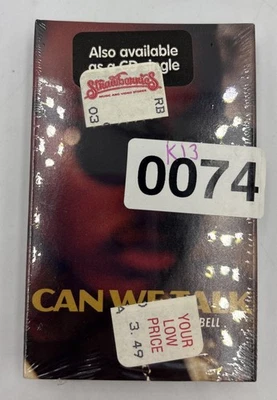 Also available
as a CD single
Strawberries
RB
03
K13
0074
CAN WE TALK
BELL
A 3.49
YOUR
LOW
PRICE